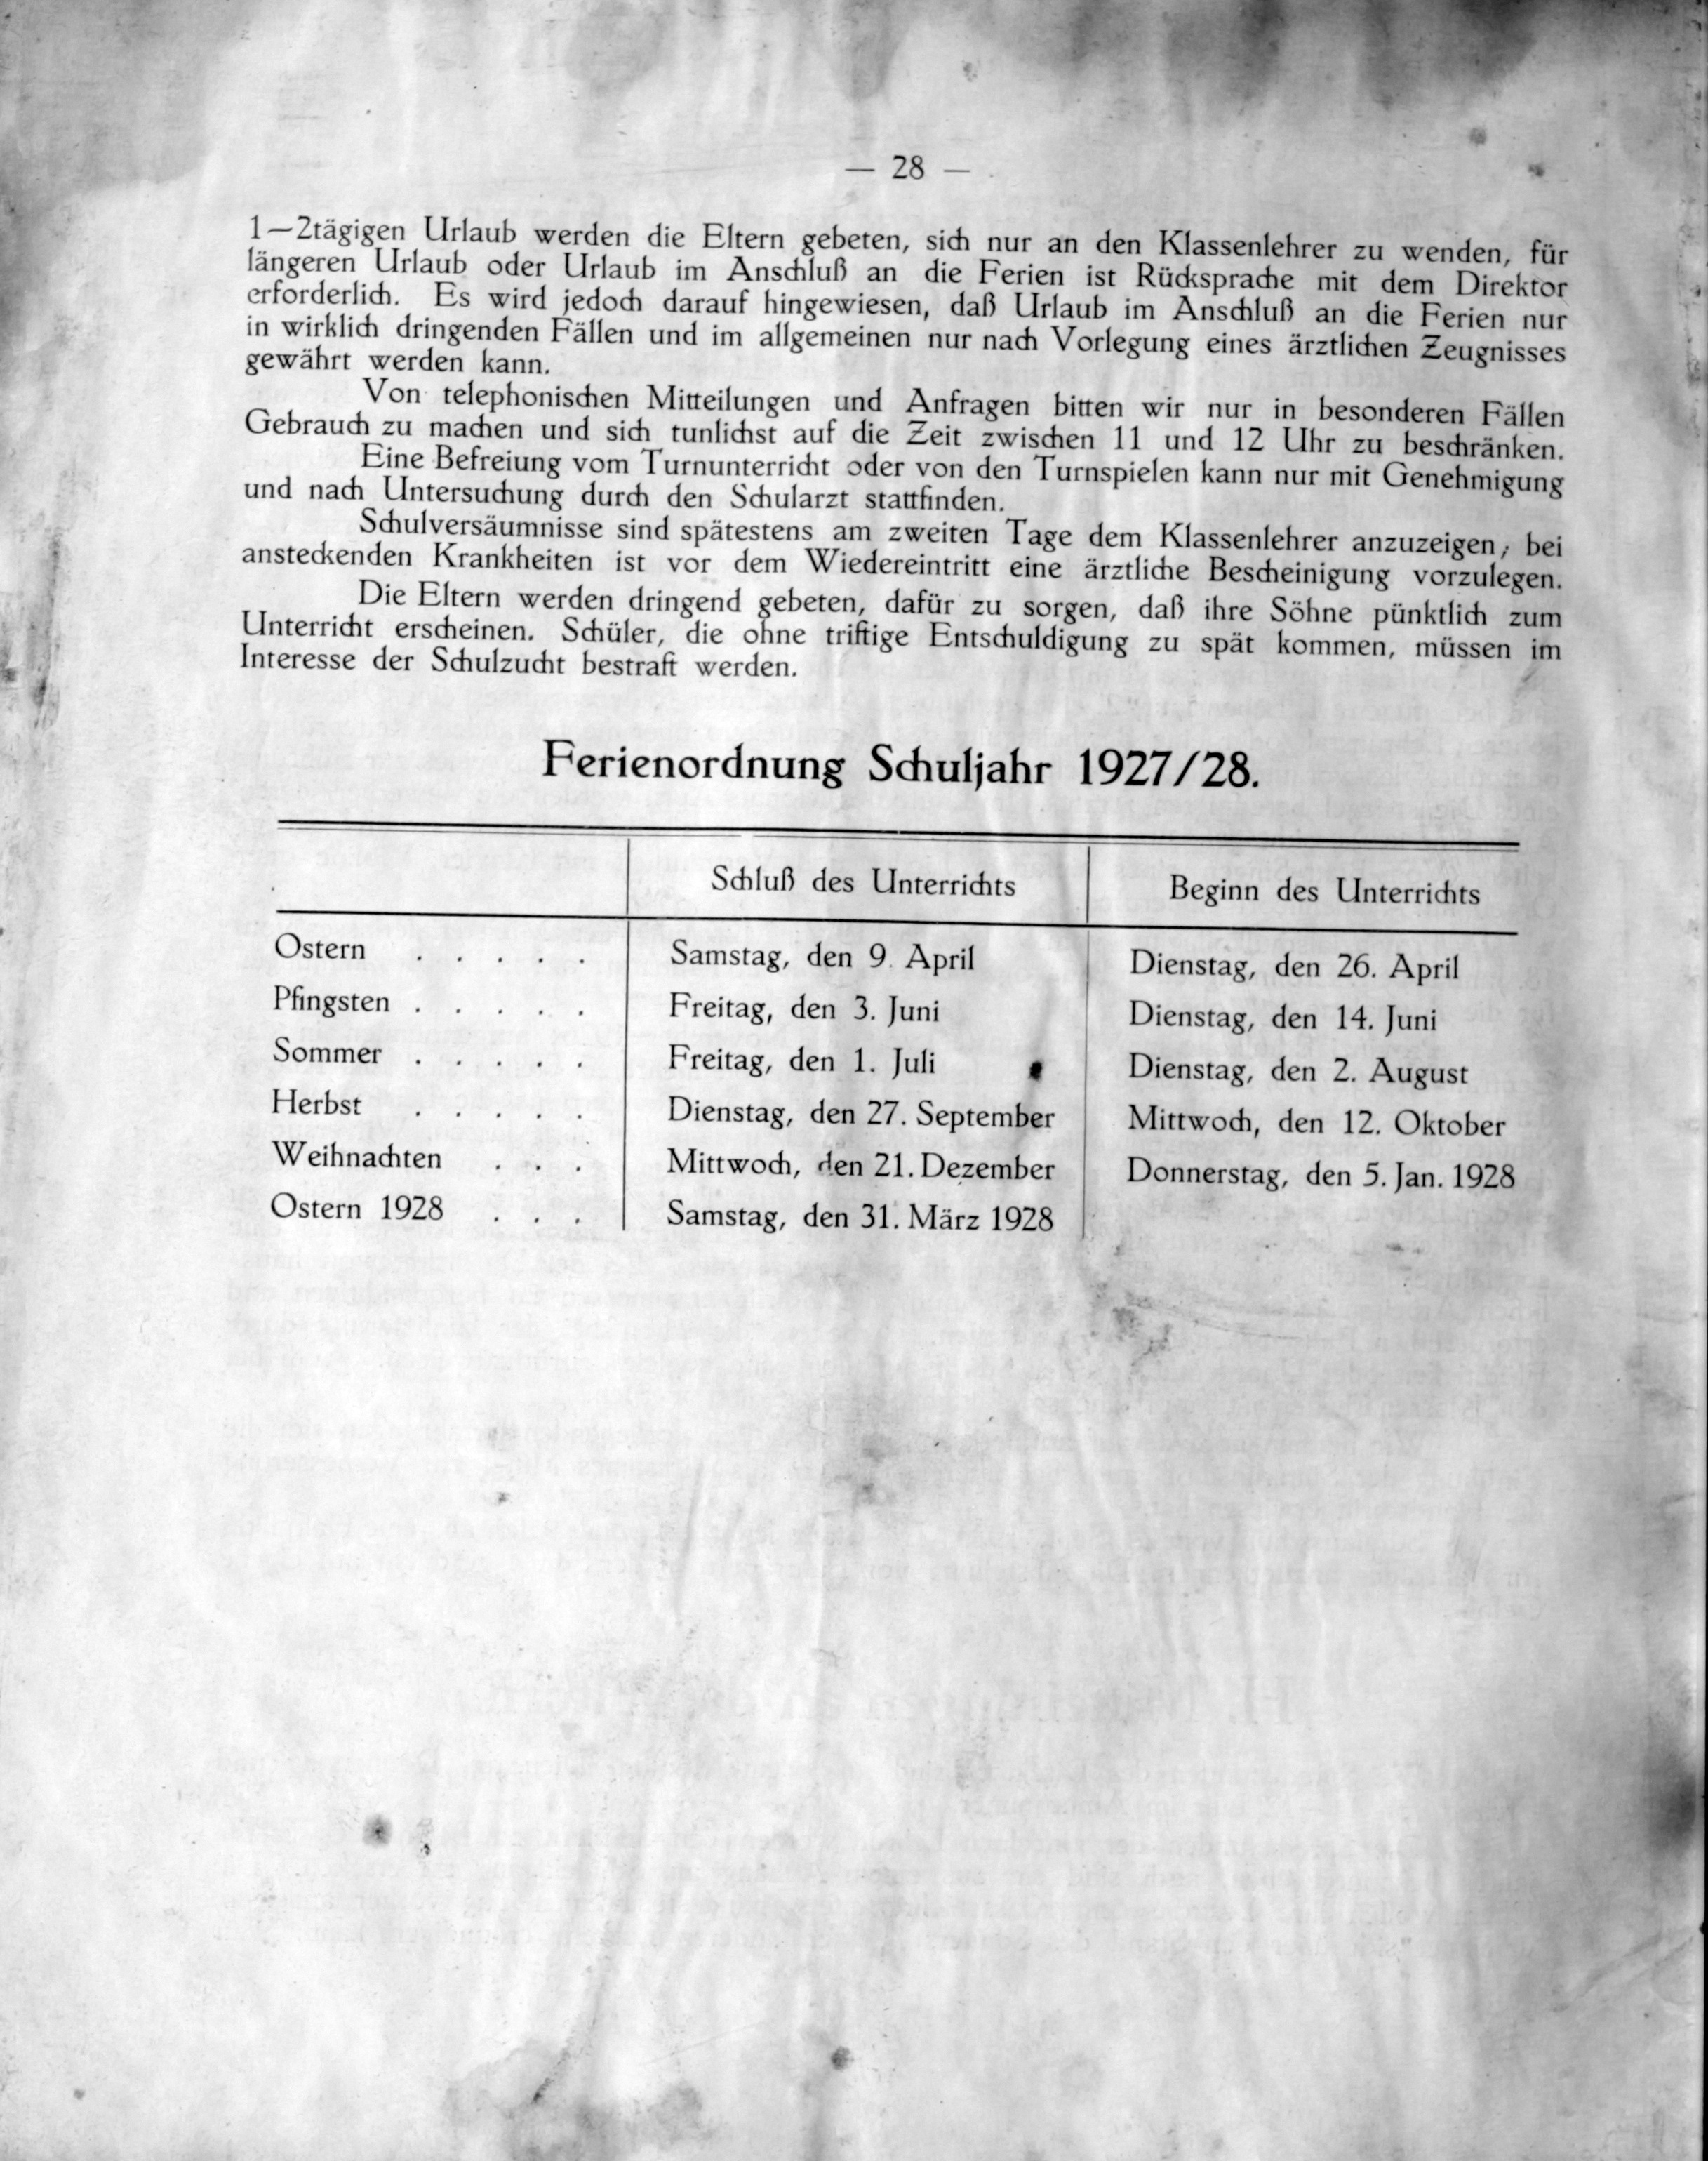 — 28 —
1—2tägigen Urlaub werden die Eltern gebeten, sich nur an den Klassenlehrer zu wenden, für
längeren Urlaub oder Urlaub im Anschluß an die Ferien ist Rücksprache mit dem Direktor
erforderlich. Es wird jedoch darauf hingewiesen, daß Urlaub im Anschluß an die Ferien nur
in wirklich dringenden Fällen und im allgemeinen nur nach Vorlegung eines ärztlichen Zeugnisses
gewährt werden kann.
Von telephonischen Mitteilungen und Anfragen bitten wir nur in besonderen Fällen
Gebrauch zu machen und sich tunlichst auf die Zeit zwischen 11 und 12 Uhr zu beschränken.
Eine Befreiung vom Turnunterricht oder von den Turnspielen kann nur mit Genehmigung
und nach Untersuchung durch den Schularzt stattfinden.
Schulversäumnisse sind spätestens am zweiten Tage dem Klassenlehrer anzuzeigen; bei
ansteckenden Krankheiten ist vor dem Wiedereintritt eine ärztliche Bescheinigung vorzulegen.
Die Eltern werden dringend gebeten, dafür zu sorgen, daß ihre Söhne pünktlich zum
Unterricht erscheinen. Schüler, die ohne triftige Entschuldigung zu spät kommen, müssen im
Interesse der Schulzucht bestraft werden.
Ferienordnung Schuljahr 1927/28.
Schluß des Unterrichts Beginn des Unterrichts
Ostern . . . . . Samstag, den 9. April Dienstag, den 26. April
Pfingsten . . . . . Freitag, den 3. Juni Dienstag, den 14. Juni
Sommer . . . . . Freitag, den 1. Juli Dienstag, den 2. August
Herbst . . . . . Dienstag, den 27. September Mittwoch, den 12. Oktober
Weihnachten . . . Mittwoch, den 21. Dezember Donnerstag, den 5. Jan. 1928
Ostern 1928 . . . Samstag, den 31. März 1928